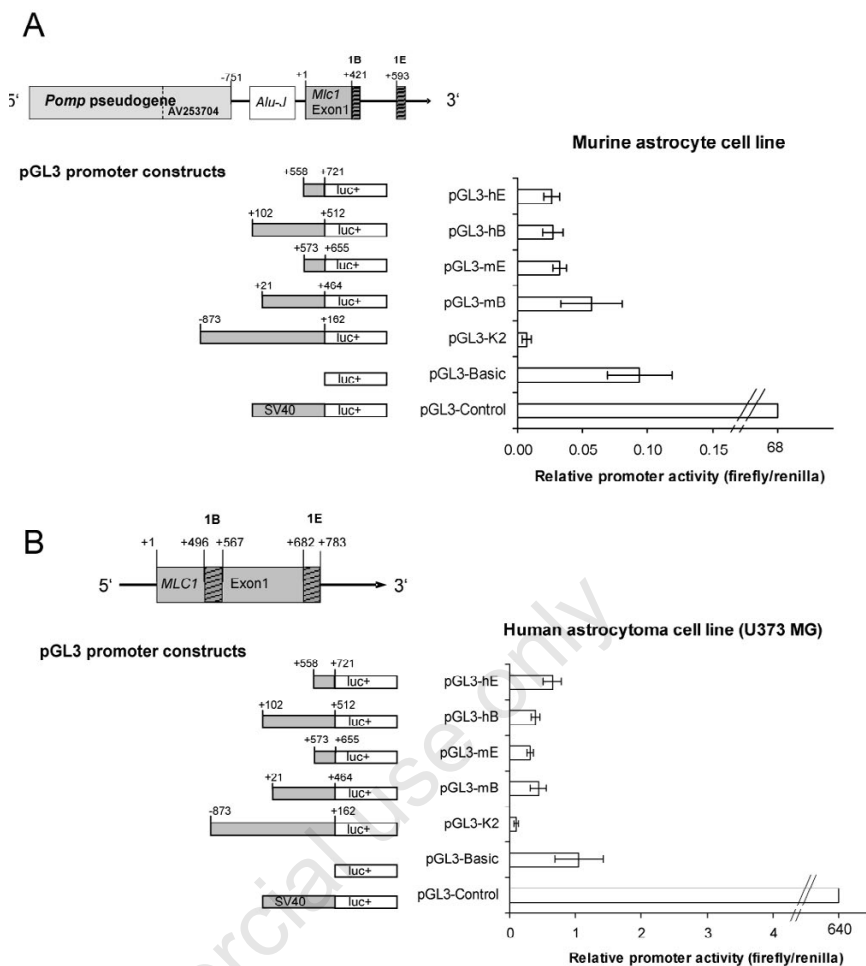 A
1B 1E
-751 +1 +421 +593
5‘ Pomp pseudogene AV253704 Alu-J Mlc1 Exon1 3‘
Murine astrocyte cell line
pGL3 promoter constructs
+558 +721
luc+ pGL3-hE
+102 +512
luc+ pGL3-hB
+573 +655
luc+ pGL3-mE
+21 +464
luc+ pGL3-mB
-873 +162
luc+ pGL3-K2
luc+ pGL3-Basic
SV40 luc+ pGL3-Control
0.00 0.05 0.10 0.15 68
Relative promoter activity (firefly/renilla)
B
1B 1E
+1 +496 +567 +682 +783
5‘ MLC1 Exon1 3‘
Human astrocytoma cell line (U373 MG)
pGL3 promoter constructs
+558 +721
luc+ pGL3-hE
+102 +512
luc+ pGL3-hB
+573 +655
luc+ pGL3-mE
+21 +464
luc+ pGL3-mB
-873 +162
luc+ pGL3-K2
luc+ pGL3-Basic
SV40 luc+ pGL3-Control
0 1 2 3 4 640
Relative promoter activity (firefly/renilla)
ercial use only